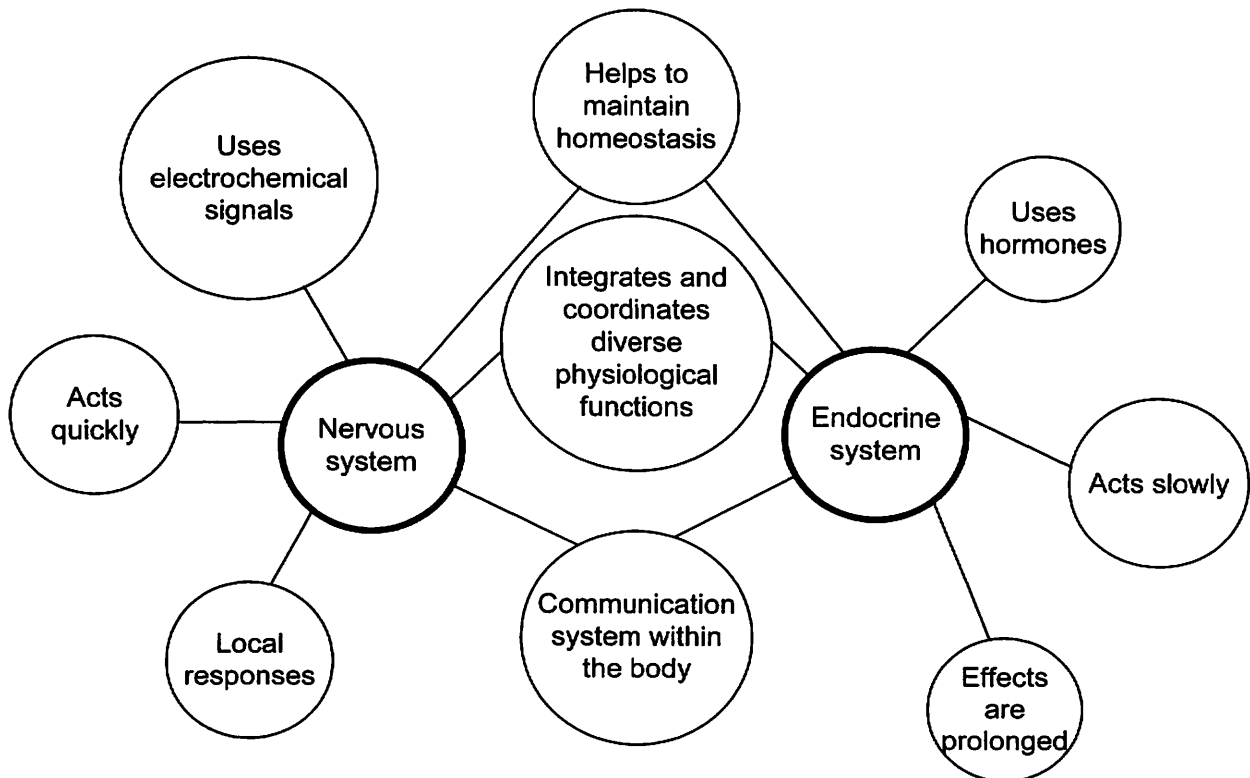 Helps to
maintain
homeostasis
Uses
electrochemical
signals
Uses
hormones
Integrates and
coordinates
diverse
physiological
functions
Acts
quickly
Nervous
system
Endocrine
system
Acts slowly
Communication
system within
the body
Local
responses
Effects
are
prolonged